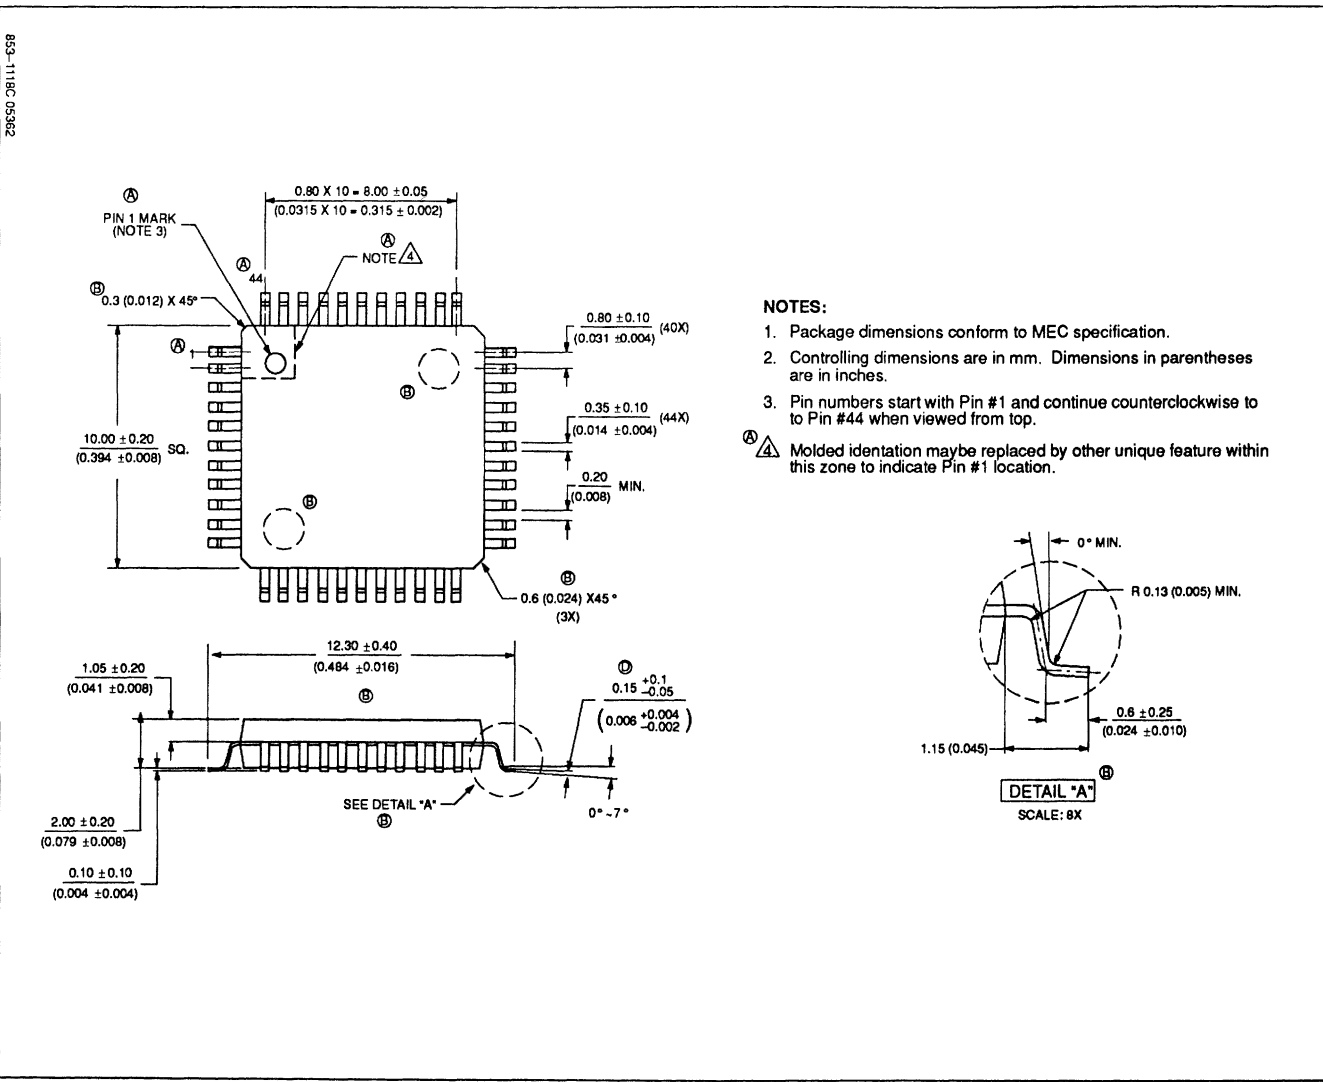 853-1118C 05362
0.80 X 10 = 8.00 ±0.05
(0.0315 X 10 = 0.315 ± 0.002)
Ⓐ
PIN 1 MARK
(NOTE 3)
Ⓐ
NOTE 4
Ⓐ
44
Ⓑ
0.3 (0.012) X 45°
Ⓐ 1
0.80 ±0.10 (40X)
(0.031 ±0.004)
Ⓑ
0.35 ±0.10 (44X)
(0.014 ±0.004)
10.00 ±0.20 SQ.
(0.394 ±0.008)
0.20 MIN.
(0.008)
Ⓑ
Ⓑ
0.6 (0.024) X45°
(3X)
12.30 ±0.40
(0.484 ±0.016)
1.05 ±0.20
(0.041 ±0.008)
Ⓑ
Ⓓ
0.15 +0.1 –0.05
(0.006 +0.004 –0.002)
SEE DETAIL "A"
Ⓑ
0°~7°
2.00 ±0.20
(0.079 ±0.008)
0.10 ±0.10
(0.004 ±0.004)
NOTES:
1. Package dimensions conform to MEC specification.
2. Controlling dimensions are in mm. Dimensions in parentheses
are in inches.
3. Pin numbers start with Pin #1 and continue counterclockwise to
to Pin #44 when viewed from top.
Ⓐ 4 Molded identation maybe replaced by other unique feature within
this zone to indicate Pin #1 location.
0° MIN.
R 0.13 (0.005) MIN.
0.6 ±0.25
(0.024 ±0.010)
1.15 (0.045)
Ⓑ
DETAIL "A"
SCALE: 8X